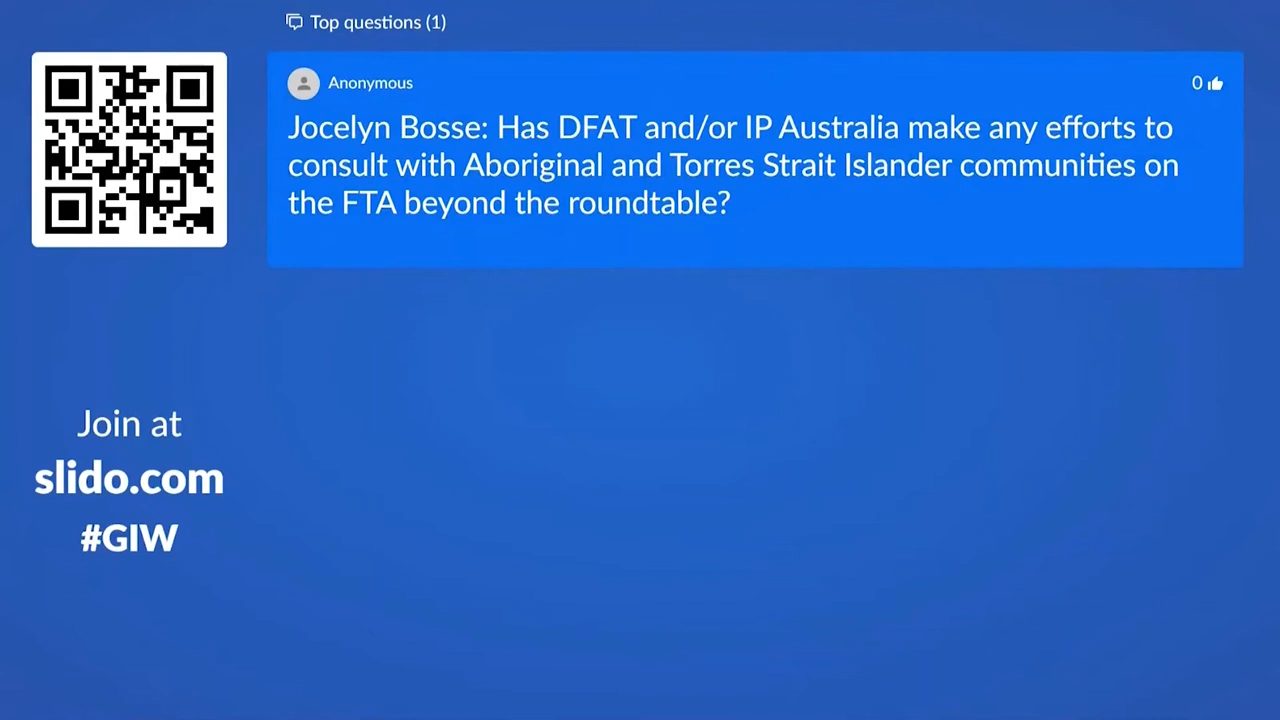 Top questions (1)
Anonymous
0
Jocelyn Bosse: Has DFAT and/or IP Australia make any efforts to
consult with Aboriginal and Torres Strait Islander communities on
the FTA beyond the roundtable?
Join at
slido.com
#GIW